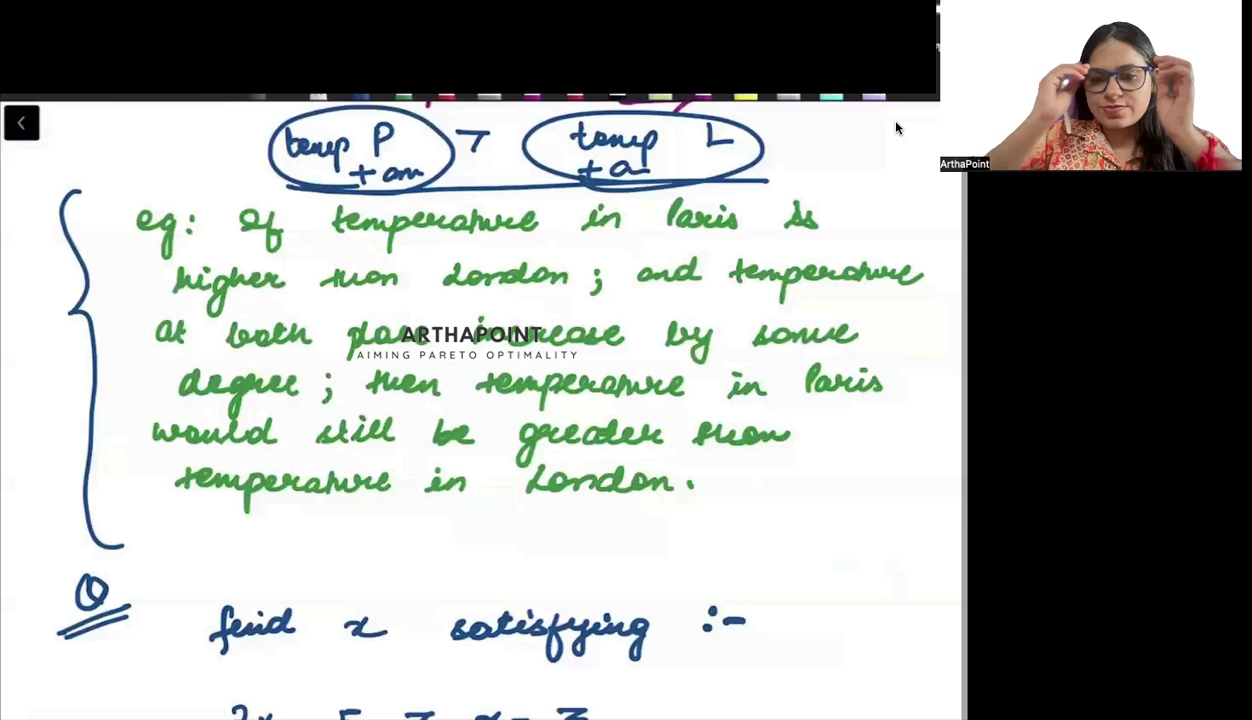 temp P > temp L
+ am + a
eg: If temperature in Paris is
higher than London ; and temperature
at both place increase by same
ARTHAPOINT
AIMING PARETO OPTIMALITY
degree ; then temperature in Paris
would still be greater than
temperature in London.
Q
find x satisfying :-
ArthaPoint